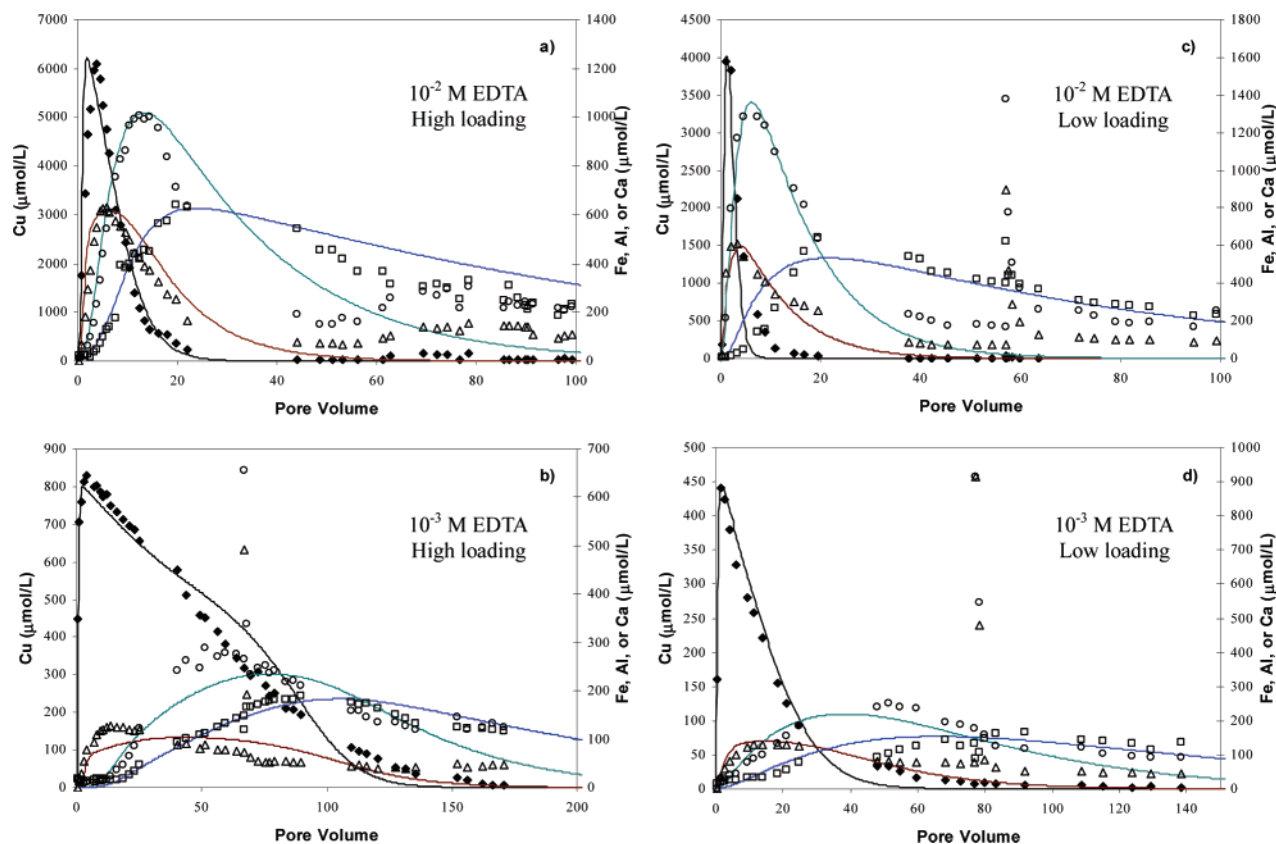 a)
10⁻² M EDTA
High loading
Cu (µmol/L)
7000
6000
5000
4000
3000
2000
1000
0
1400
1200
1000
800
600
400
200
0
Fe, Al, or Ca (µmol/L)
0 20 40 60 80 100
Pore Volume
c)
10⁻² M EDTA
Low loading
Cu (µmol/L)
4500
4000
3500
3000
2500
2000
1500
1000
500
0
1800
1600
1400
1200
1000
800
600
400
200
0
Fe, Al, or Ca (µmol/L)
0 20 40 60 80 100
Pore Volume
b)
10⁻³ M EDTA
High loading
Cu (µmol/L)
900
800
700
600
500
400
300
200
100
0
700
600
500
400
300
200
100
0
Fe, Al, or Ca (µmol/L)
0 50 100 150 200
Pore Volume
d)
10⁻³ M EDTA
Low loading
Cu (µmol/L)
500
450
400
350
300
250
200
150
100
50
0
1000
900
800
700
600
500
400
300
200
100
0
Fe, Al, or Ca (µmol/L)
0 20 40 60 80 100 120 140
Pore Volume